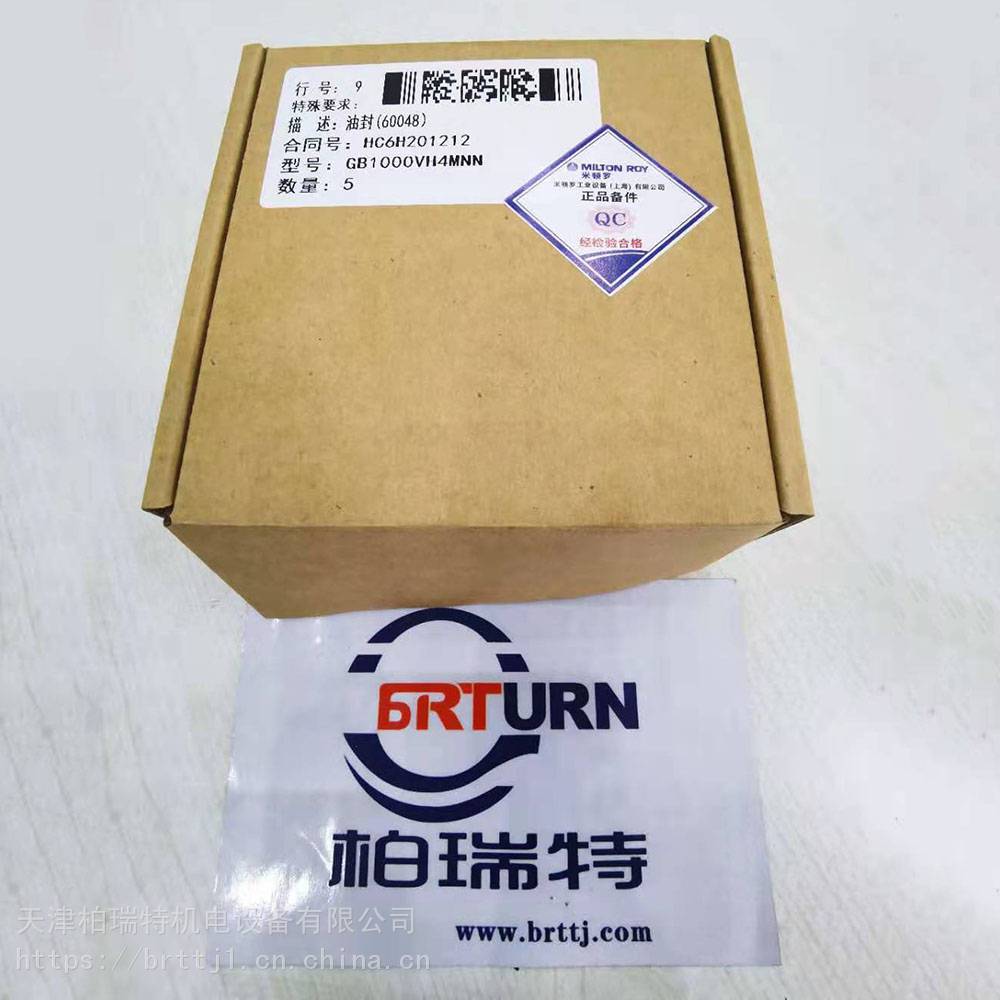 行 号: 9
特殊要求:
描 述: 油封(60048)
合同号: HC6H201212
型号: GB1000VH4MNN
数量: 5
MILTON ROY
米顿罗
米顿罗工业设备(上海)有限公司
正品备件
QC
经检验合格
BRTURN
柏瑞特
www.brttj.com
天津柏瑞特机电设备有限公司
https://brttj1.cn.china.cn